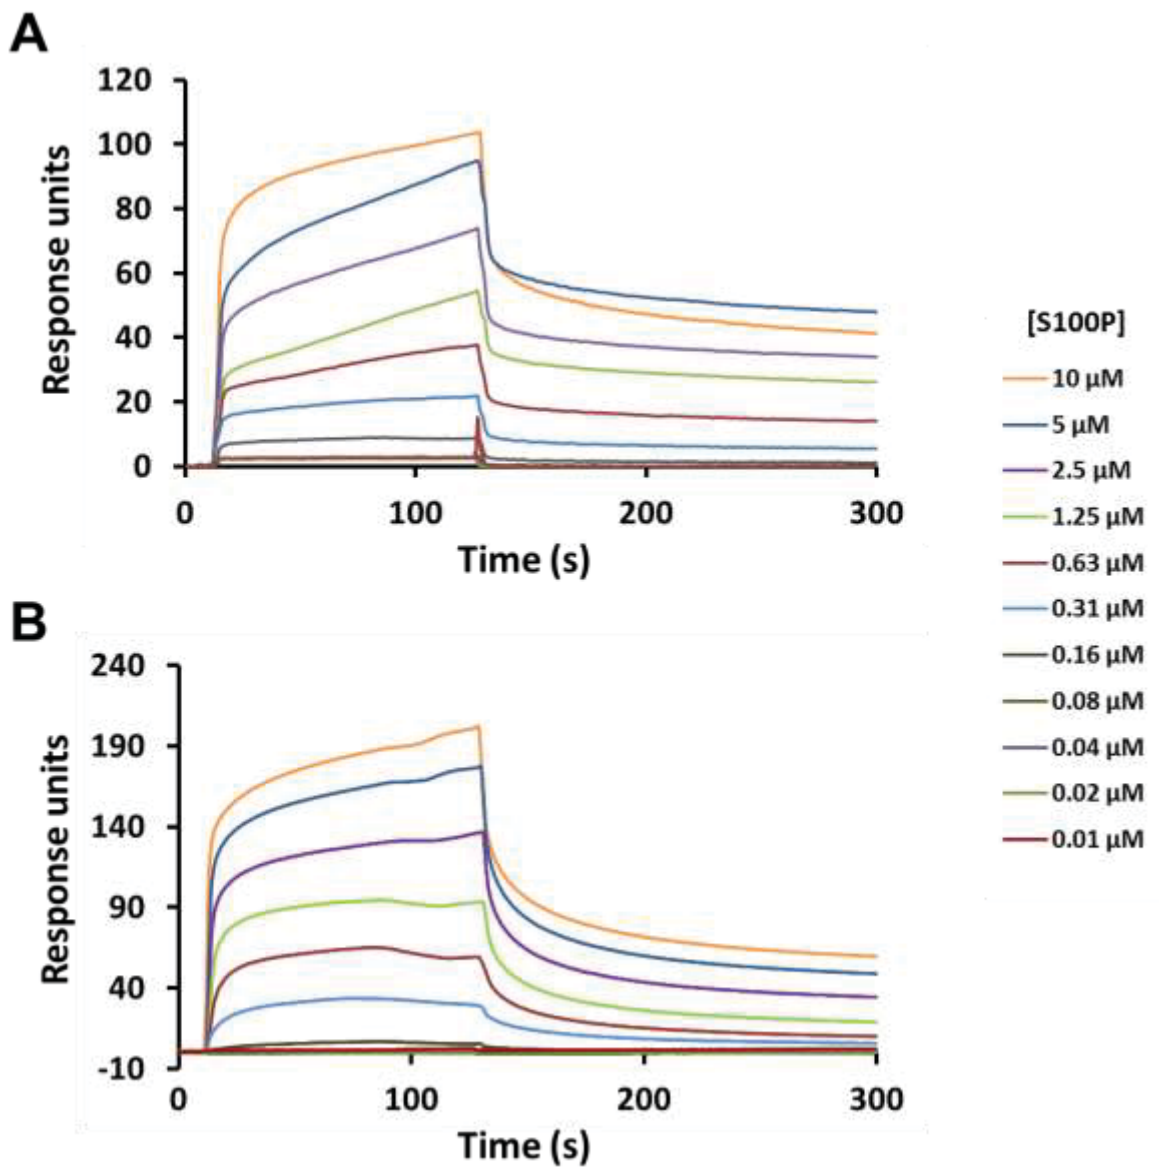 A
120
100
80
60
40
20
0
0 100 200 300
Response units
Time (s)
[S100P]
10 µM
5 µM
2.5 µM
1.25 µM
0.63 µM
0.31 µM
0.16 µM
0.08 µM
0.04 µM
0.02 µM
0.01 µM
B
240
190
140
90
40
-10
0 100 200 300
Response units
Time (s)